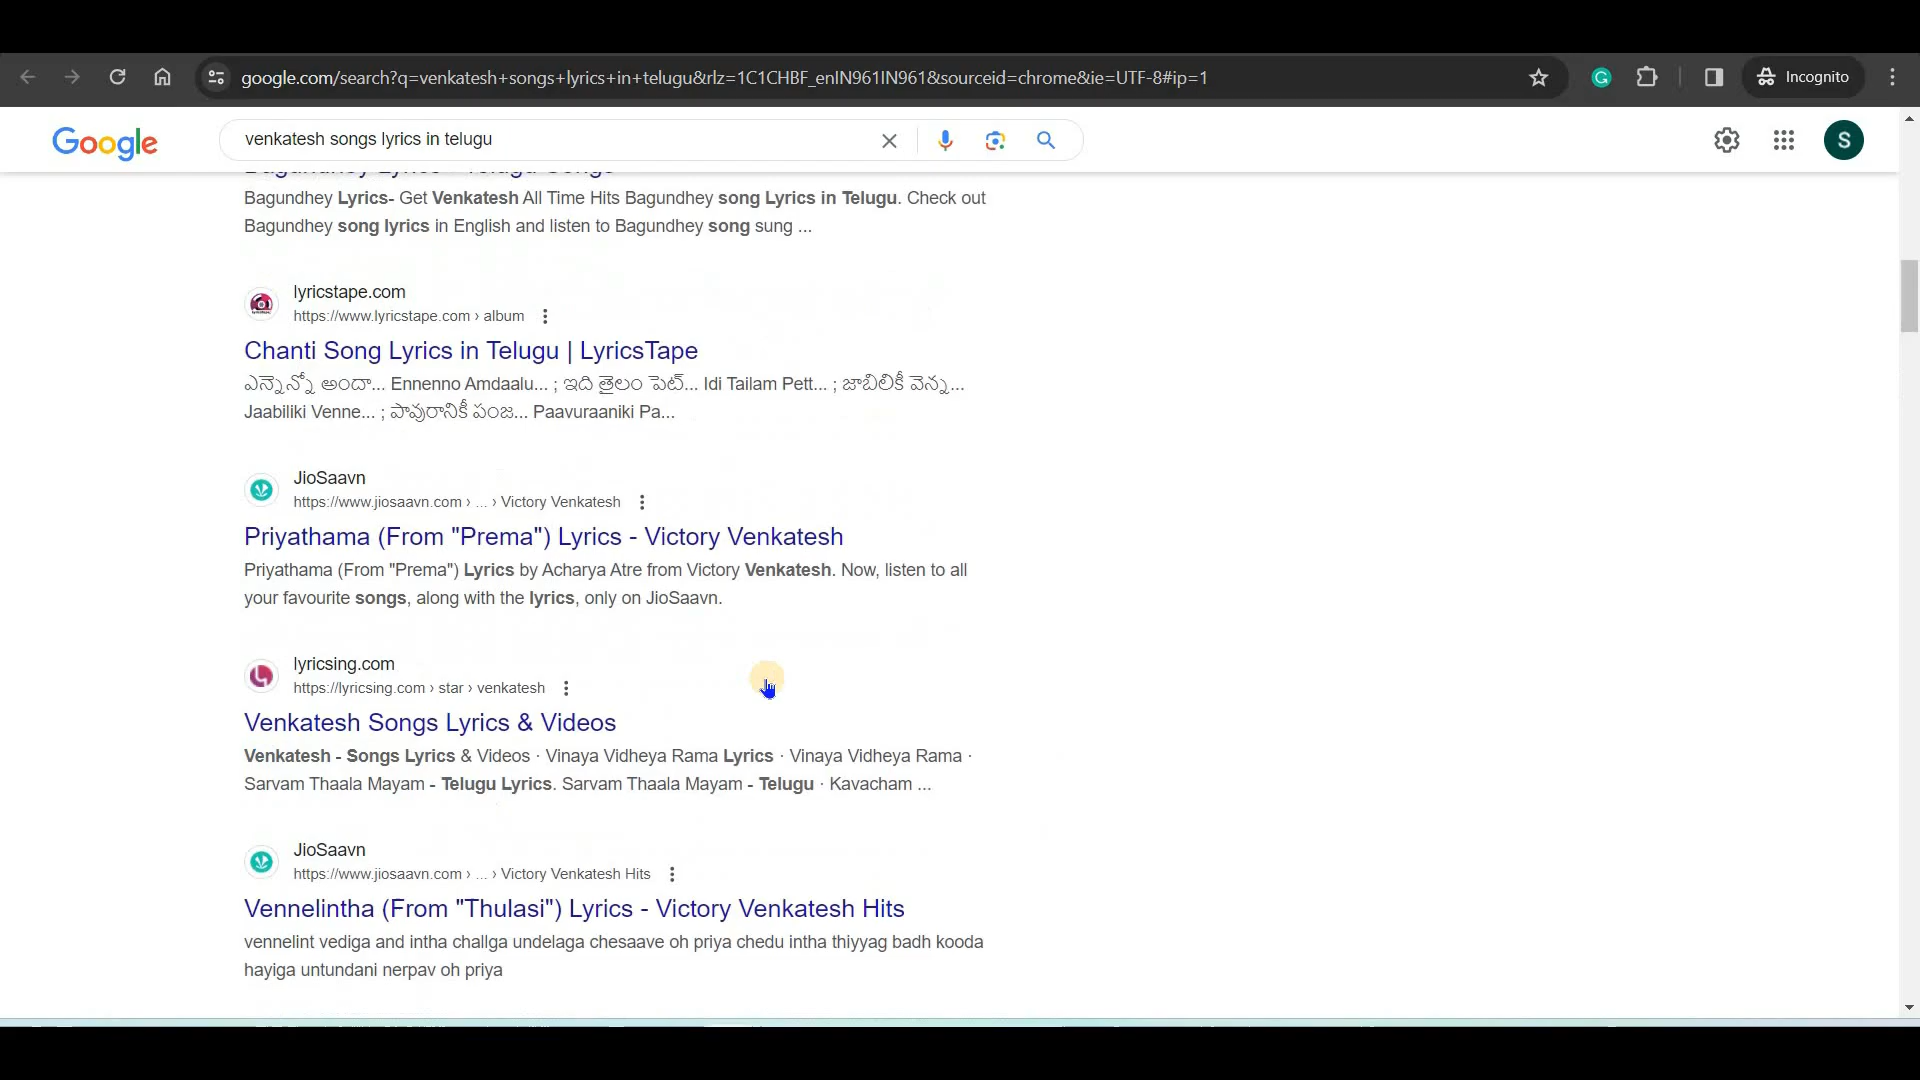 google.com/search?q=venkatesh+songs+lyrics+in+telugu&rlz=1C1CHBF_enIN961IN961&sourceid=chrome&ie=UTF-8#ip=1
Incognito
Google
venkatesh songs lyrics in telugu
S
Bagundhey Lyrics - Telugu Songs
Bagundhey Lyrics- Get Venkatesh All Time Hits Bagundhey song Lyrics in Telugu. Check out
Bagundhey song lyrics in English and listen to Bagundhey song sung ...
lyricstape.com
https://www.lyricstape.com › album
Chanti Song Lyrics in Telugu | LyricsTape
ఎన్నెన్నో అందా... Ennenno Amdaalu... ; ఇది తైలం పెట్... Idi Tailam Pett... ; జాబిలికీ వెన్న...
Jaabiliki Venne... ; పావురానికీ పంజ... Paavuraaniki Pa...
JioSaavn
https://www.jiosaavn.com › ... › Victory Venkatesh
Priyathama (From "Prema") Lyrics - Victory Venkatesh
Priyathama (From "Prema") Lyrics by Acharya Atre from Victory Venkatesh. Now, listen to all
your favourite songs, along with the lyrics, only on JioSaavn.
lyricsing.com
https://lyricsing.com › star › venkatesh
Venkatesh Songs Lyrics & Videos
Venkatesh - Songs Lyrics & Videos · Vinaya Vidheya Rama Lyrics · Vinaya Vidheya Rama ·
Sarvam Thaala Mayam - Telugu Lyrics. Sarvam Thaala Mayam - Telugu · Kavacham ...
JioSaavn
https://www.jiosaavn.com › ... › Victory Venkatesh Hits
Vennelintha (From "Thulasi") Lyrics - Victory Venkatesh Hits
vennelint vediga and intha challga undelaga chesaave oh priya chedu intha thiyyag badh kooda
hayiga untundani nerpav oh priya